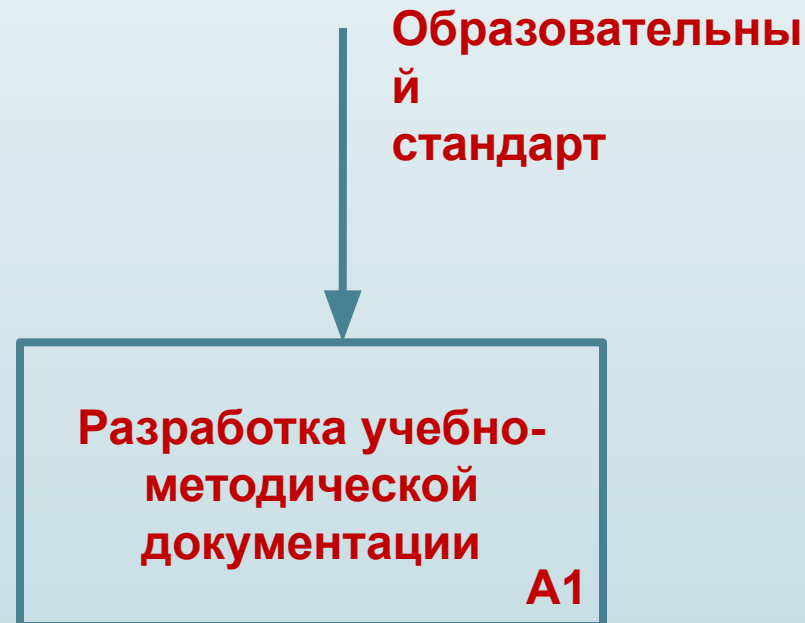 Образовательны
й
стандарт
Разработка учебно-
методической
документации
А1